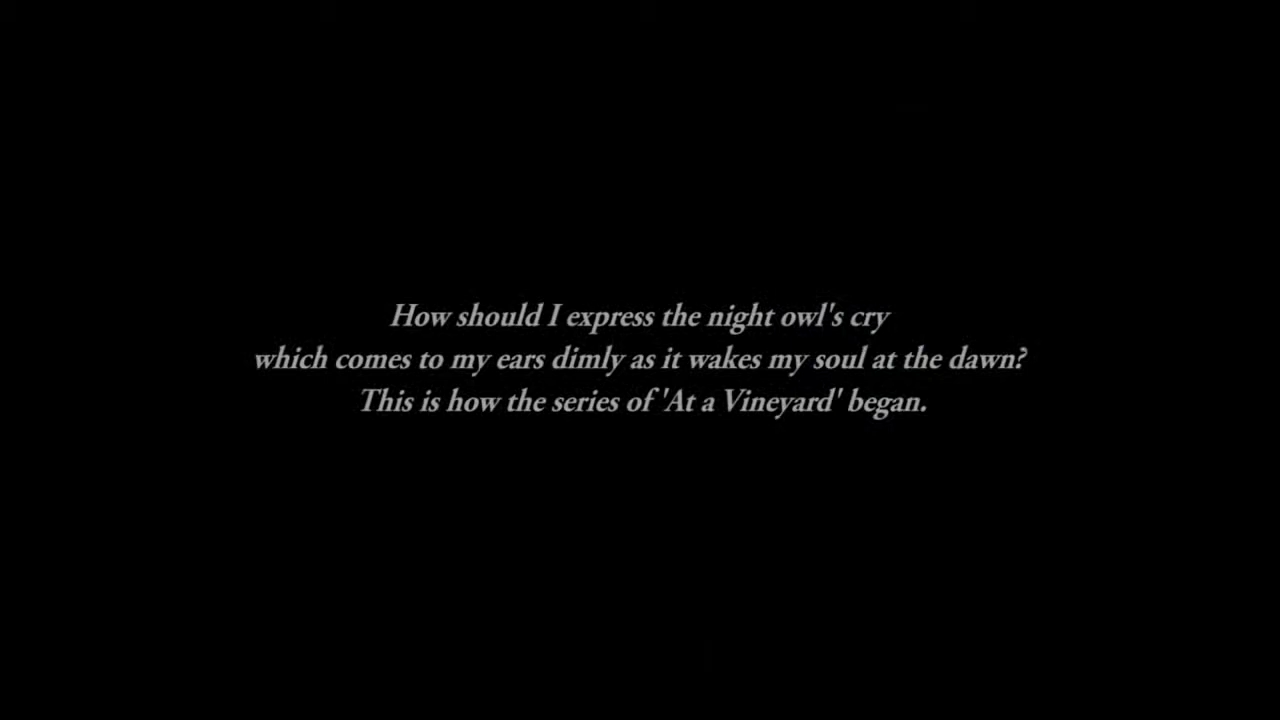 How should I express the night owl's cry
which comes to my ears dimly as it wakes my soul at the dawn?
This is how the series of 'At a Vineyard' began.